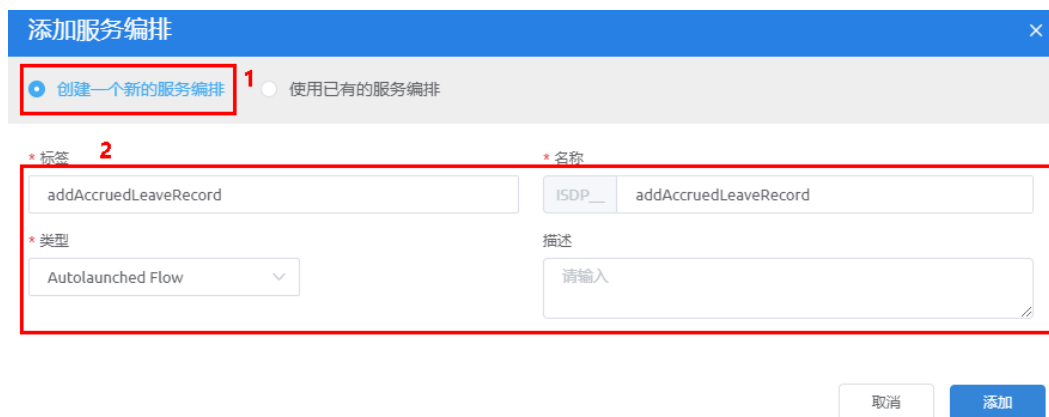 添加服务编排 ×
创建一个新的服务编排 1 使用已有的服务编排
* 标签 2 * 名称
addAccruedLeaveRecord ISDP__ addAccruedLeaveRecord
* 类型 描述
Autolaunched Flow 请输入
取消 添加